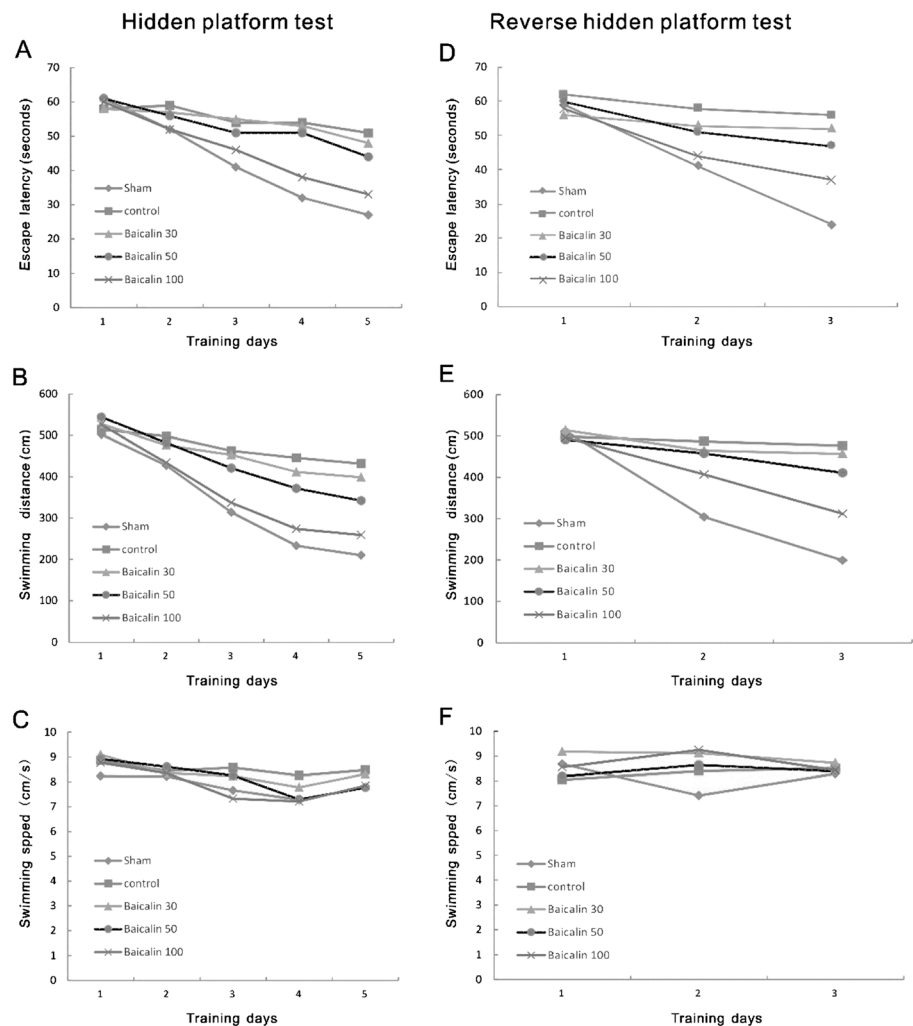 Hidden platform test
Reverse hidden platform test
A
Escape latency (seconds)
70
60
50
40
30
20
10
0
Sham
control
Baicalin 30
Baicalin 50
Baicalin 100
1 2 3 4 5
Training days
D
Escape latency (seconds)
70
60
50
40
30
20
10
0
Sham
control
Baicalin 30
Baicalin 50
Baicalin 100
1 2 3
Training days
B
Swimming distance (cm)
600
500
400
300
200
100
0
Sham
control
Baicalin 30
Baicalin 50
Baicalin 100
1 2 3 4 5
Training days
E
Swimming distance (cm)
600
500
400
300
200
100
0
Sham
control
Baicalin 30
Baicalin 50
Baicalin 100
1 2 3
Training days
C
Swimming spped (cm/s)
10
9
8
7
6
5
4
3
2
1
0
Sham
control
Baicalin 30
Baicalin 50
Baicalin 100
1 2 3 4 5
Training days
F
Swimming spped (cm/s)
10
9
8
7
6
5
4
3
2
1
0
Sham
control
Baicalin 30
Baicalin 50
Baicalin 100
1 2 3
Training days